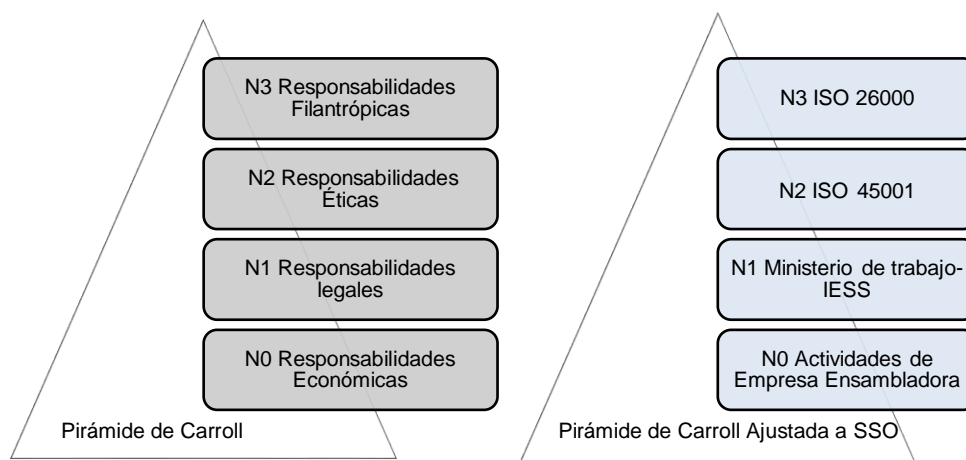 N3 Responsabilidades
Filantrópicas
N2 Responsabilidades
Éticas
N1 Responsabilidades
legales
N0 Responsabilidades
Económicas
Pirámide de Carroll
N3 ISO 26000
N2 ISO 45001
N1 Ministerio de trabajo-
IESS
N0 Actividades de
Empresa Ensambladora
Pirámide de Carroll Ajustada a SSO